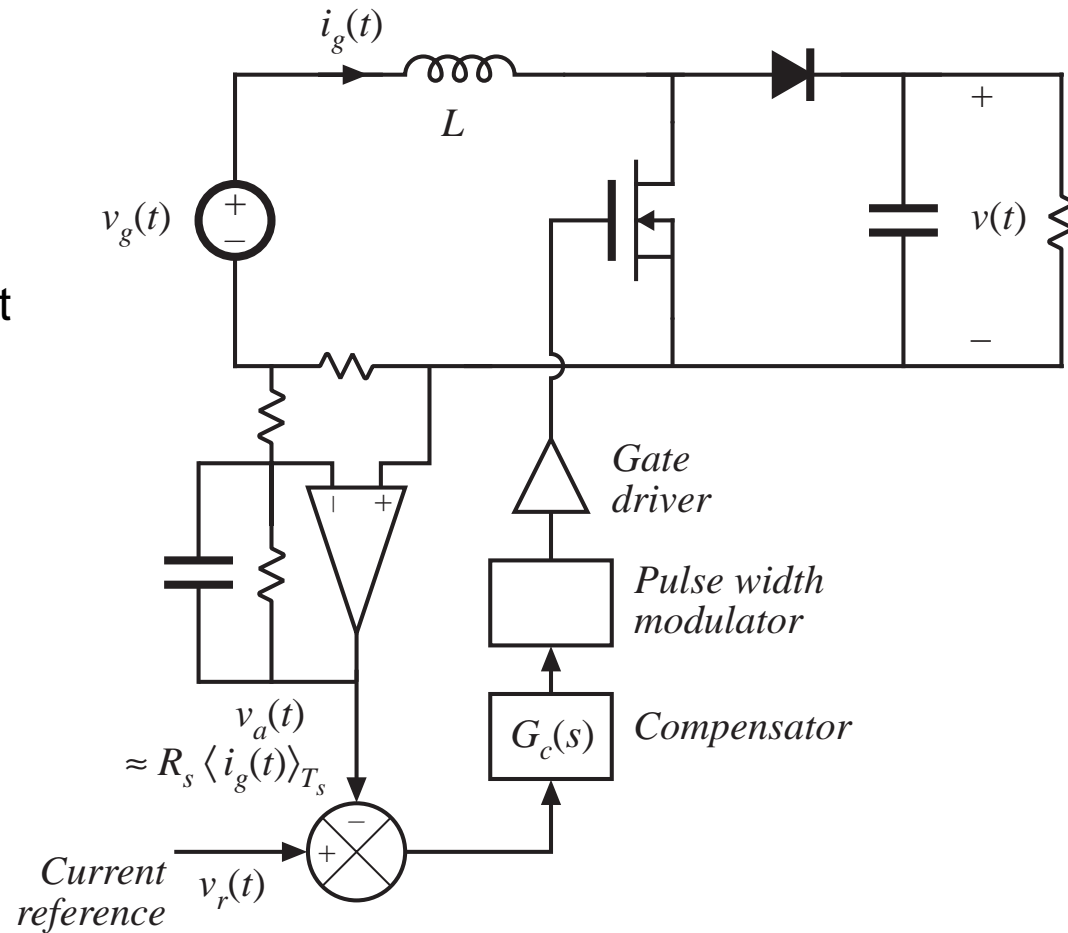 i_g(t)
L
+
v_g(t)
+
–
v(t)
t
–
Gate
driver
–
+
Pulse width
modulator
v_a(t)
≈ R_s ⟨ i_g(t)⟩_{T_s}
G_c(s)
Compensator
–
+
Current
reference
v_r(t)